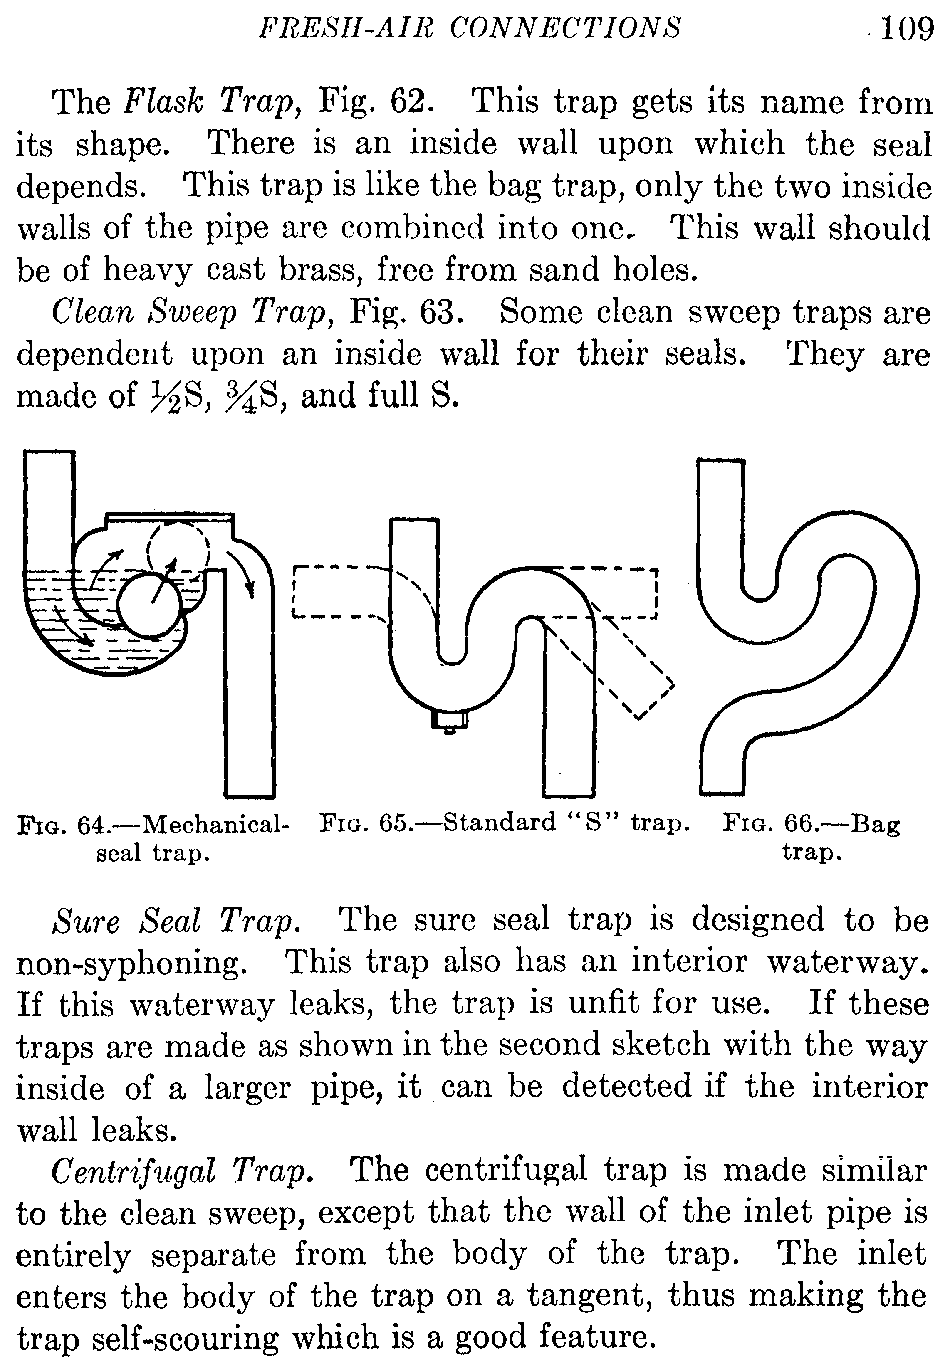 FRESH-AIR CONNECTIONS 109
The Flask Trap, Fig. 62. This trap gets its name from
its shape. There is an inside wall upon which the seal
depends. This trap is like the bag trap, only the two inside
walls of the pipe are combined into one. This wall should
be of heavy cast brass, free from sand holes.
Clean Sweep Trap, Fig. 63. Some clean sweep traps are
dependent upon an inside wall for their seals. They are
made of ½S, ¾S, and full S.
FIG. 64.—Mechanical-
seal trap.
FIG. 65.—Standard "S" trap.
FIG. 66.—Bag
trap.
Sure Seal Trap. The sure seal trap is designed to be
non-syphoning. This trap also has an interior waterway.
If this waterway leaks, the trap is unfit for use. If these
traps are made as shown in the second sketch with the way
inside of a larger pipe, it can be detected if the interior
wall leaks.
Centrifugal Trap. The centrifugal trap is made similar
to the clean sweep, except that the wall of the inlet pipe is
entirely separate from the body of the trap. The inlet
enters the body of the trap on a tangent, thus making the
trap self-scouring which is a good feature.